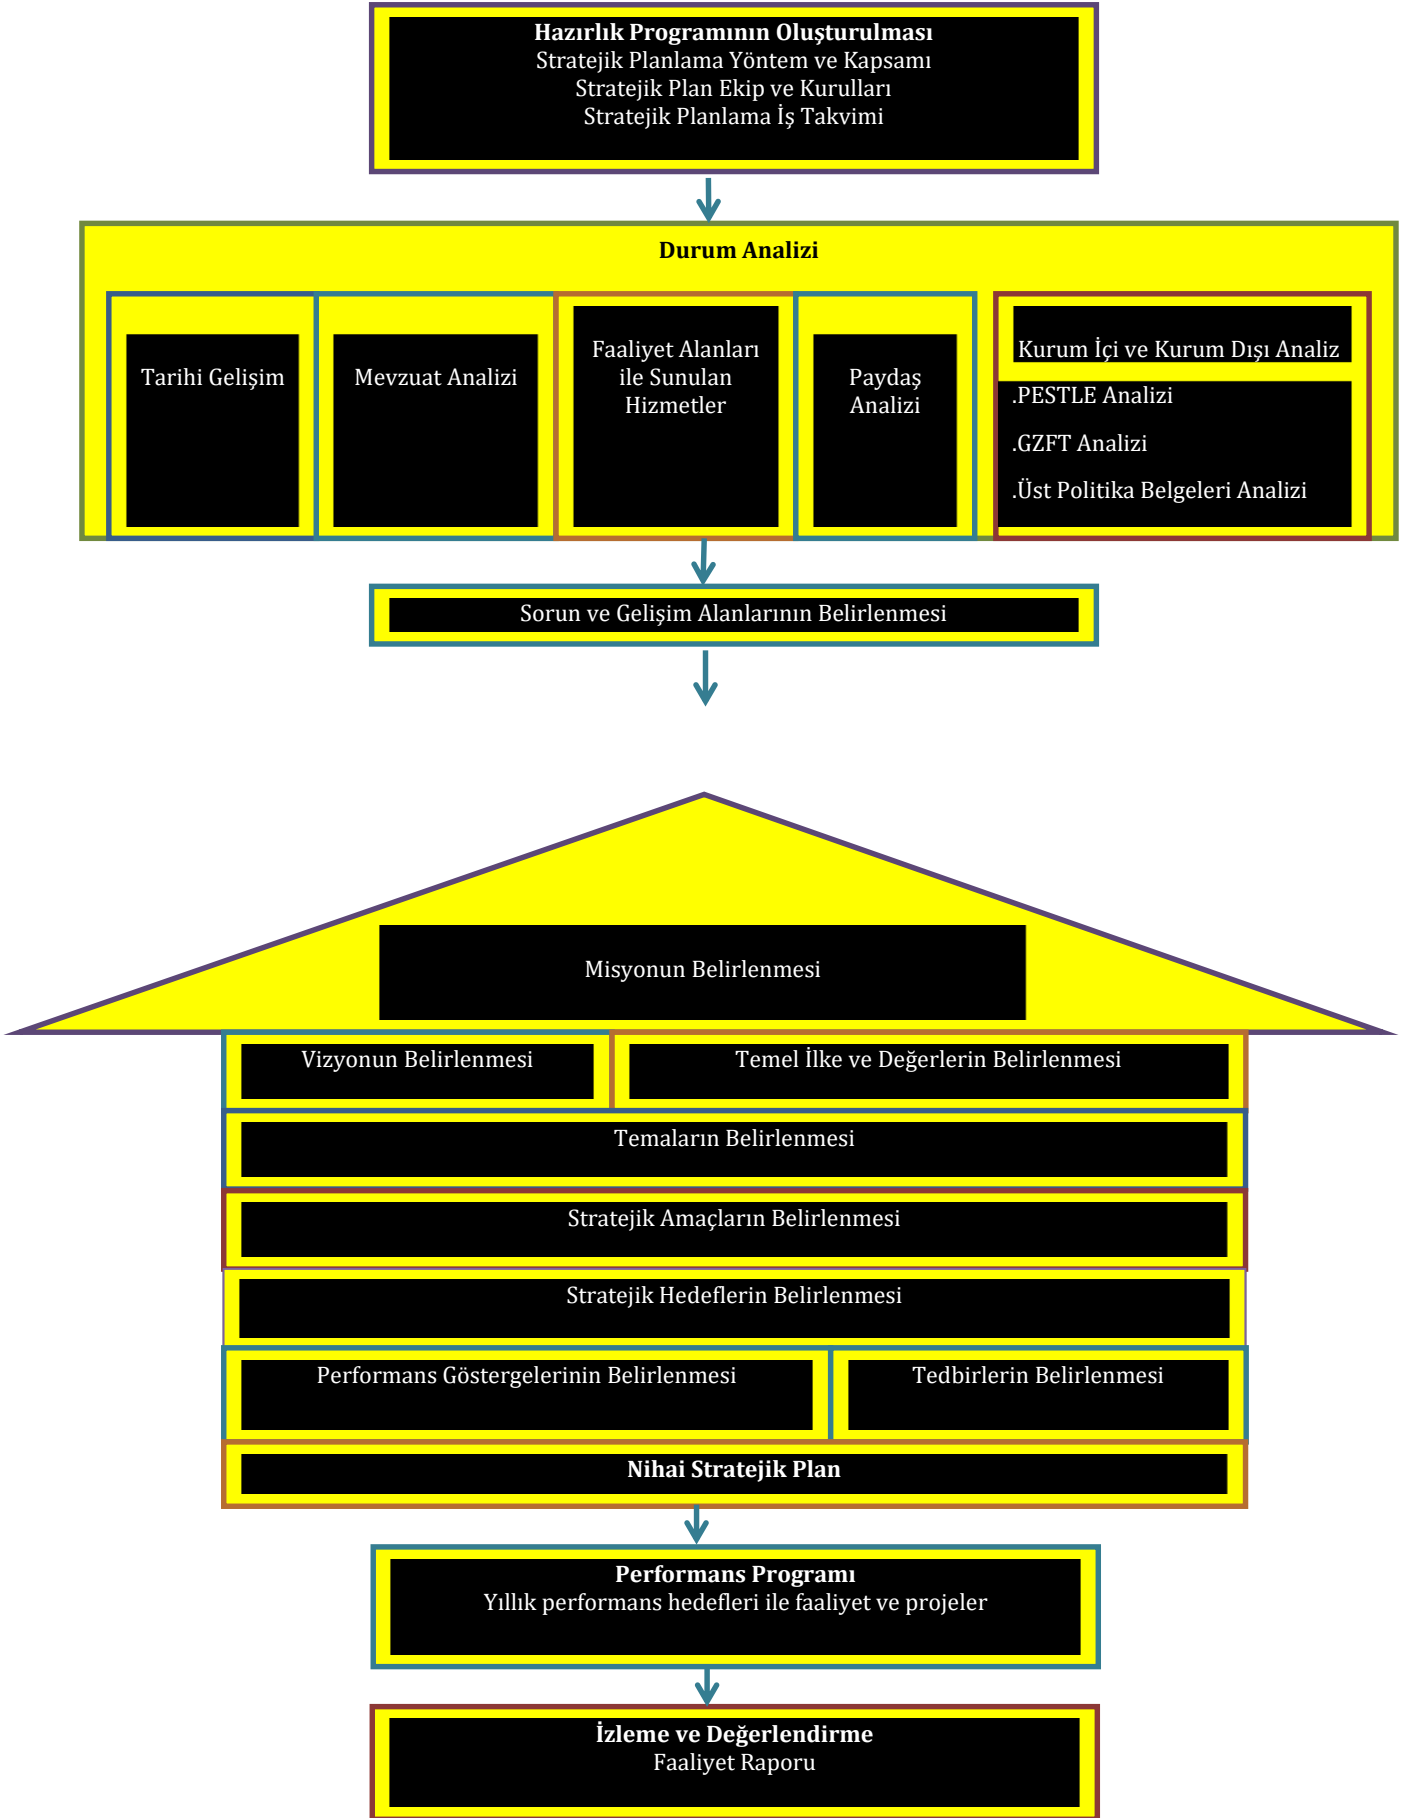 Hazırlık Programının Oluşturulması
Stratejik Planlama Yöntem ve Kapsamı
Stratejik Plan Ekip ve Kurulları
Stratejik Planlama İş Takvimi
Durum Analizi
Tarihi Gelişim
Mevzuat Analizi
Faaliyet Alanları
ile Sunulan
Hizmetler
Paydaş
Analizi
Kurum İçi ve Kurum Dışı Analiz
.PESTLE Analizi
.GZFT Analizi
.Üst Politika Belgeleri Analizi
Sorun ve Gelişim Alanlarının Belirlenmesi
Misyonun Belirlenmesi
Vizyonun Belirlenmesi
Temel İlke ve Değerlerin Belirlenmesi
Temaların Belirlenmesi
Stratejik Amaçların Belirlenmesi
Stratejik Hedeflerin Belirlenmesi
Performans Göstergelerinin Belirlenmesi
Tedbirlerin Belirlenmesi
Nihai Stratejik Plan
Performans Programı
Yıllık performans hedefleri ile faaliyet ve projeler
İzleme ve Değerlendirme
Faaliyet Raporu